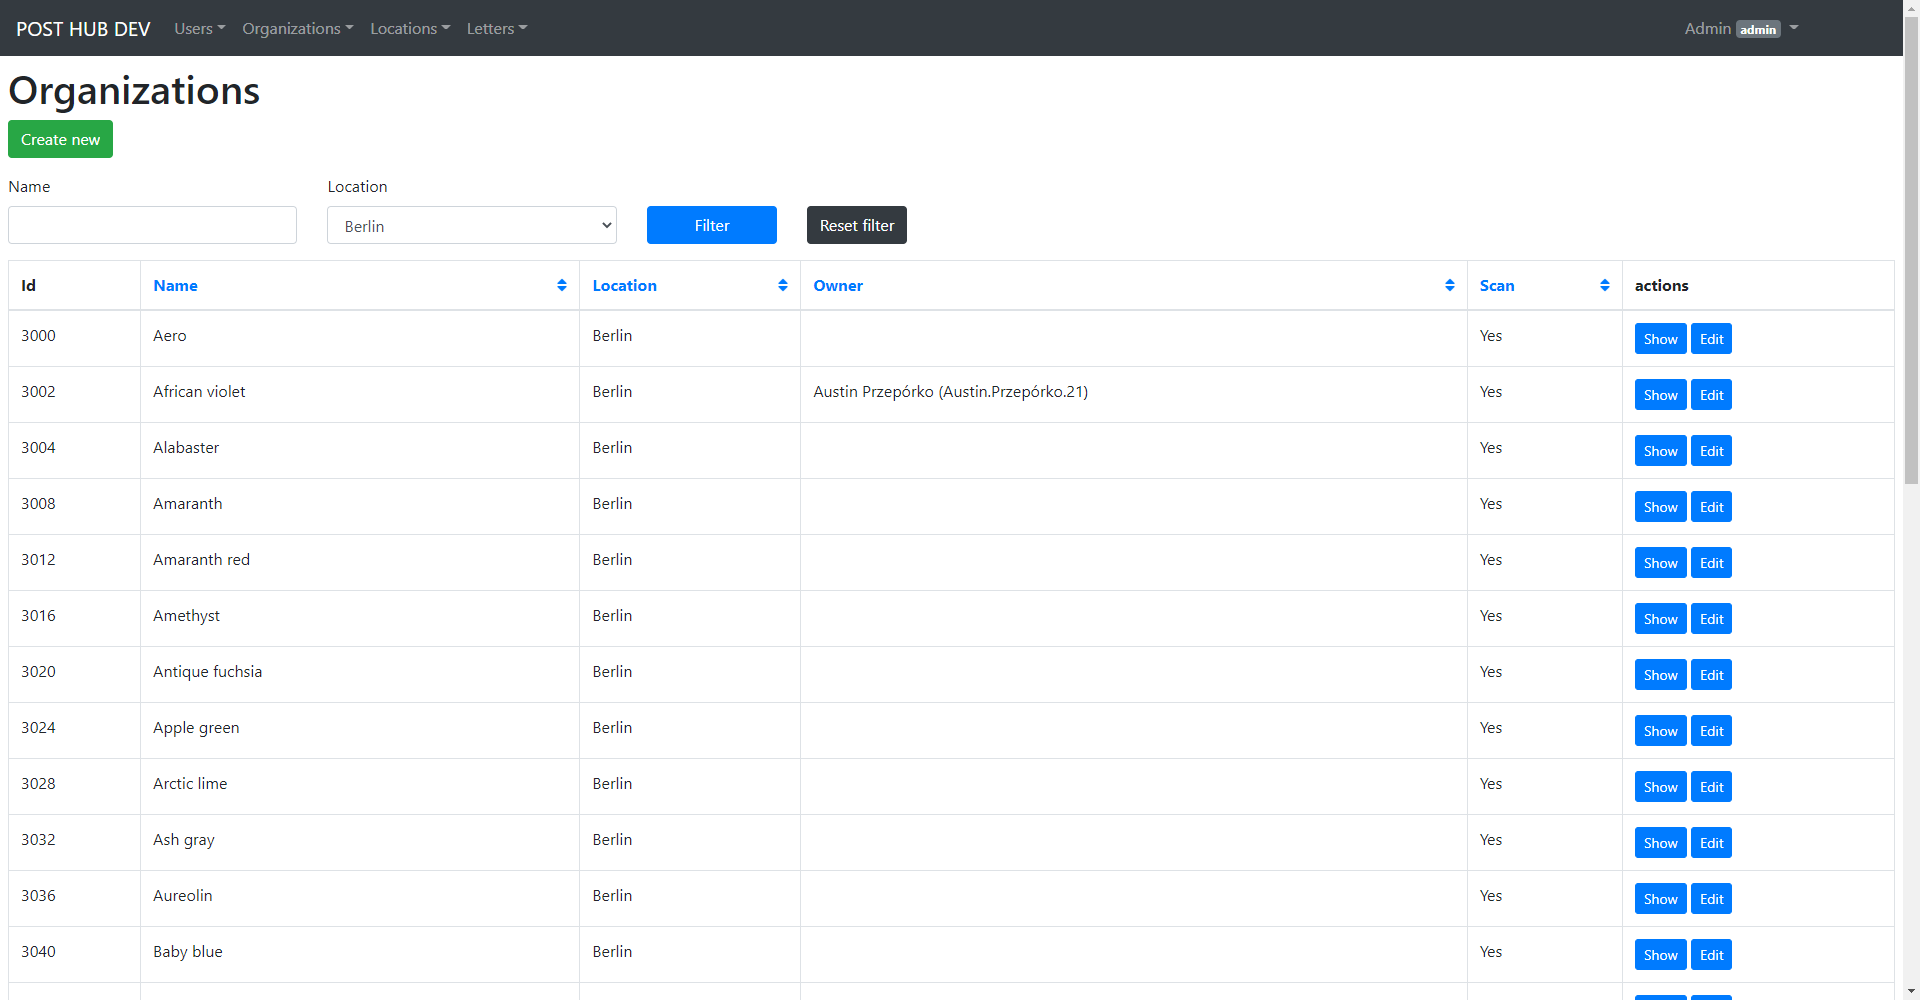 POST HUB DEV Users Organizations Locations Letters Admin admin
Organizations
Create new
Name Location
Berlin Filter Reset filter
Id Name Location Owner Scan actions
3000 Aero Berlin Yes Show Edit
3002 African violet Berlin Austin Przepórko (Austin.Przepórko.21) Yes Show Edit
3004 Alabaster Berlin Yes Show Edit
3008 Amaranth Berlin Yes Show Edit
3012 Amaranth red Berlin Yes Show Edit
3016 Amethyst Berlin Yes Show Edit
3020 Antique fuchsia Berlin Yes Show Edit
3024 Apple green Berlin Yes Show Edit
3028 Arctic lime Berlin Yes Show Edit
3032 Ash gray Berlin Yes Show Edit
3036 Aureolin Berlin Yes Show Edit
3040 Baby blue Berlin Yes Show Edit